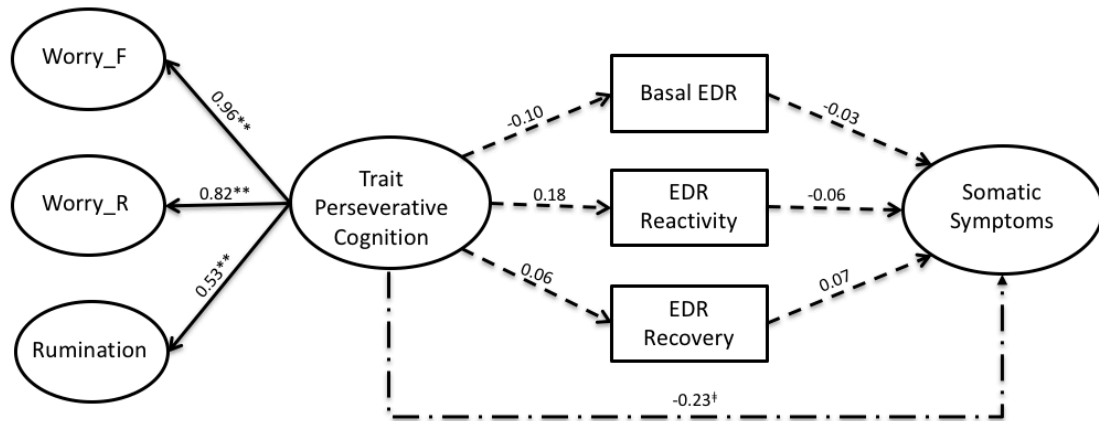 Worry_F
0.96**
Worry_R
0.82**
Rumination
0.53**
Trait
Perseverative
Cognition
-0.10
0.18
0.06
Basal EDR
EDR
Reactivity
EDR
Recovery
-0.03
-0.06
0.07
Somatic
Symptoms
-0.23ǂ